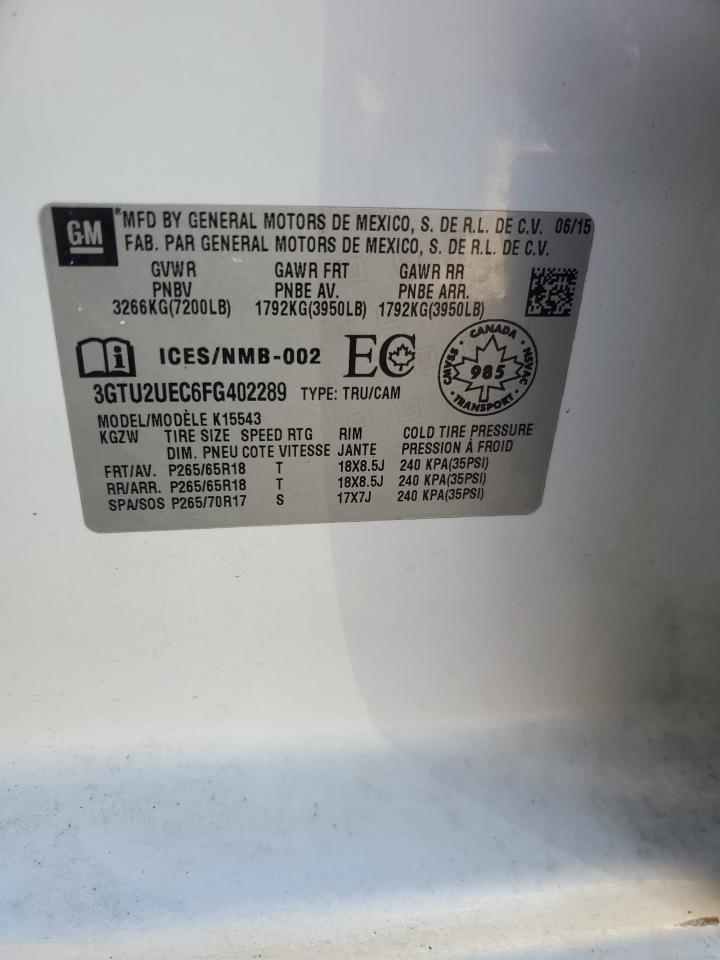 GM
*MFD BY GENERAL MOTORS DE MEXICO, S. DE R.L. DE C.V. 06/15
FAB. PAR GENERAL MOTORS DE MEXICO, S. DE R.L. DE C.V.
GVWR GAWR FRT GAWR RR
PNBV PNBE AV. PNBE ARR.
3266KG(7200LB) 1792KG(3950LB) 1792KG(3950LB)
i ICES/NMB-002 EC
CANADA
CMVSS 985 NSVAC
TRANSPORT
3GTU2UEC6FG402289 TYPE: TRU/CAM
MODEL/MODÈLE K15543
KGZW TIRE SIZE SPEED RTG RIM COLD TIRE PRESSURE
DIM. PNEU COTE VITESSE JANTE PRESSION À FROID
FRT/AV. P265/65R18 T 18X8.5J 240 KPA(35PSI)
RR/ARR. P265/65R18 T 18X8.5J 240 KPA(35PSI)
SPA/SOS P265/70R17 S 17X7J 240 KPA(35PSI)